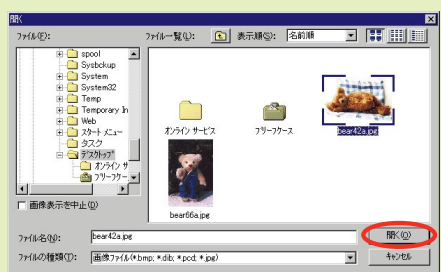 開く
ファイル(F):
ファイル一覧(L):
表示順(S):
名前順
spool
Sysbckup
System
System32
Temp
Temporary In
Web
スタート メニュー
タスク
デスクトップ
オンライン サ
フリーフケー
オンライン サービス
フリーフケース
bear42a.jpg
bear66a.jpg
画像表示を中止(D)
ファイル名(N):
bear42a.jpg
開く(O)
ファイルの種類(T):
画像ファイル(*.bmp; *.dib; *.pcd; *.jpg)
キャンセル